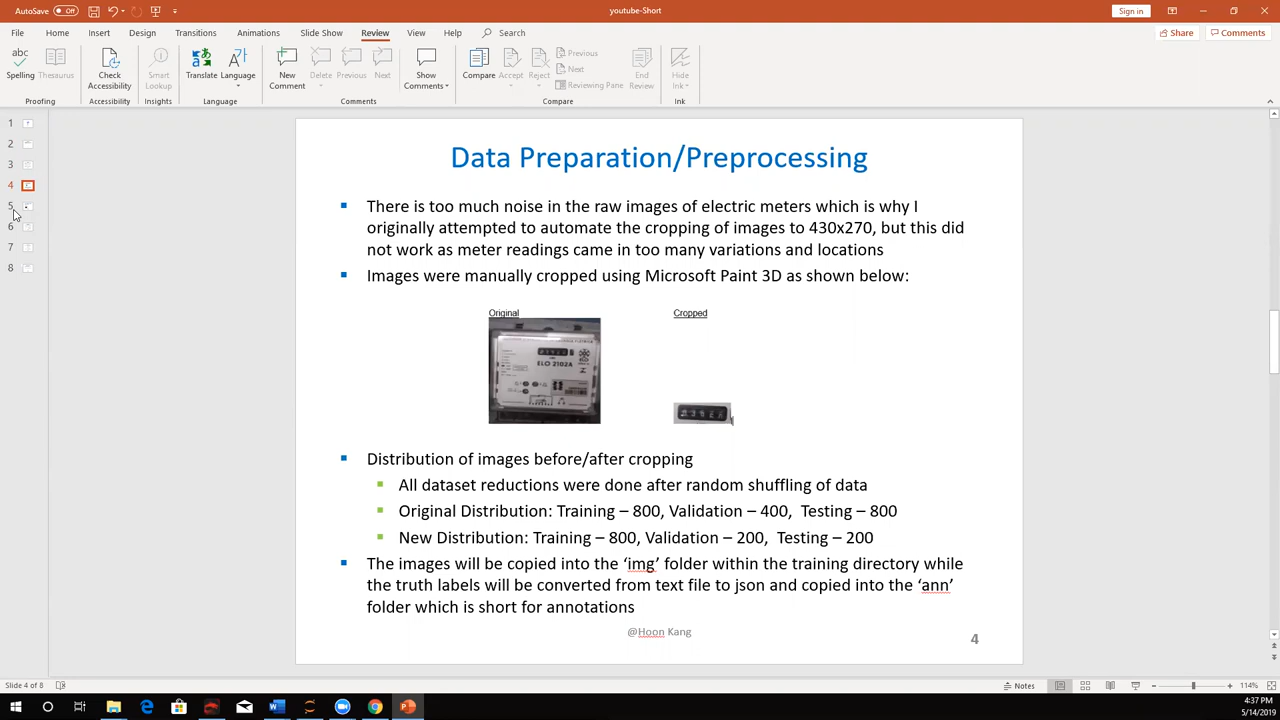 AutoSave Off youtube-Short Sign in
File Home Insert Design Transitions Animations Slide Show Review View Help Search Share Comments
abc
Spelling Thesaurus Check Accessibility Smart Lookup Translate Language New Comment Delete Previous Next Show Comments Compare Accept Reject Previous Next Reviewing Pane End Review Hide Ink
Proofing Accessibility Insights Language Comments Compare Ink
1
2
3
4
5
6
7
8
Data Preparation/Preprocessing
There is too much noise in the raw images of electric meters which is why I
originally attempted to automate the cropping of images to 430x270, but this did
not work as meter readings came in too many variations and locations
Images were manually cropped using Microsoft Paint 3D as shown below:
Original Cropped
ELO 2102A
Distribution of images before/after cropping
All dataset reductions were done after random shuffling of data
Original Distribution: Training – 800, Validation – 400, Testing – 800
New Distribution: Training – 800, Validation – 200, Testing – 200
The images will be copied into the ‘img’ folder within the training directory while
the truth labels will be converted from text file to json and copied into the ‘ann’
folder which is short for annotations
@Hoon Kang
4
Slide 4 of 8 Notes 114%
4:37 PM
5/14/2019